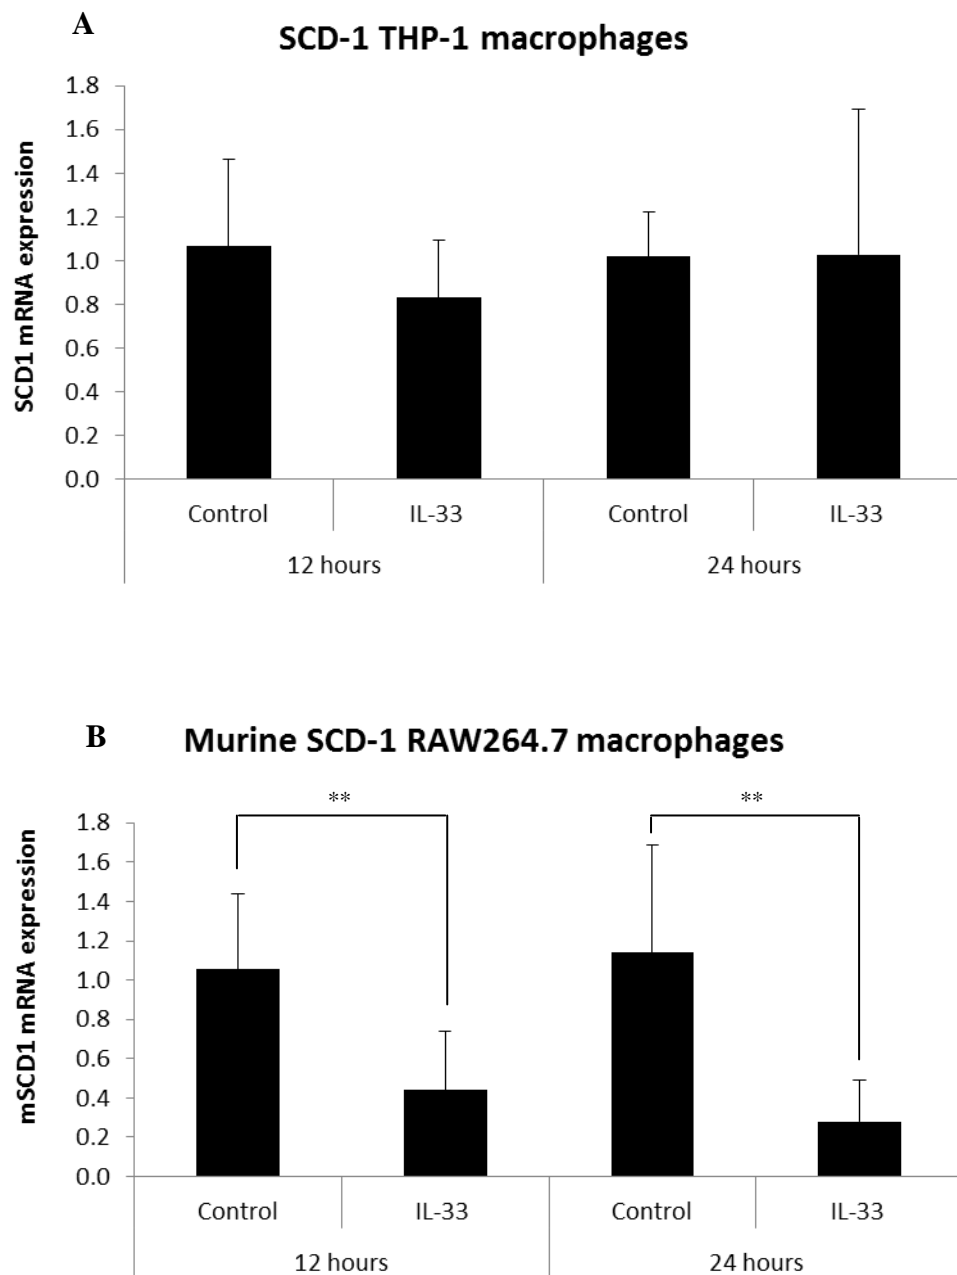 A
SCD-1 THP-1 macrophages
SCD1 mRNA expression
1.8
1.6
1.4
1.2
1.0
0.8
0.6
0.4
0.2
0.0
Control IL-33 Control IL-33
12 hours 24 hours
B
Murine SCD-1 RAW264.7 macrophages
** **
mSCD1 mRNA expression
1.8
1.6
1.4
1.2
1.0
0.8
0.6
0.4
0.2
0.0
Control IL-33 Control IL-33
12 hours 24 hours